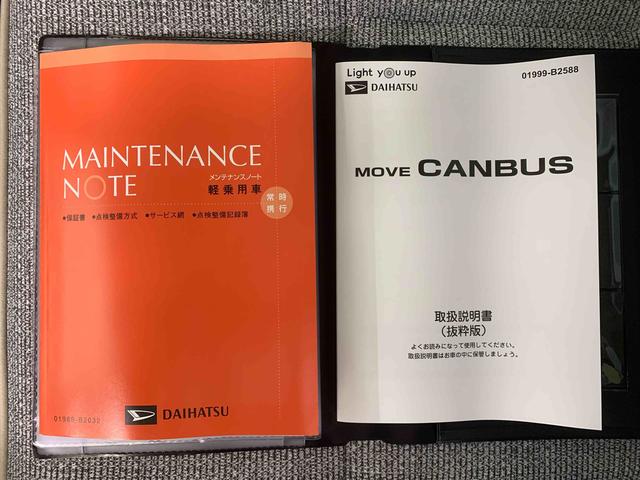 MAINTENANCE
NOTE
メンテナンスノート
軽乗用車
常時
携行
●保証書 ●点検整備方式 ●サービス網 ●点検整備記録簿
01999-B2032
DAIHATSU
Light you up
DAIHATSU
01999-B2588
MOVE CANBUS
取扱説明書
(抜粋版)
よくお読みになって使用してください。
取扱説明書はお車の中に保管しましょう。